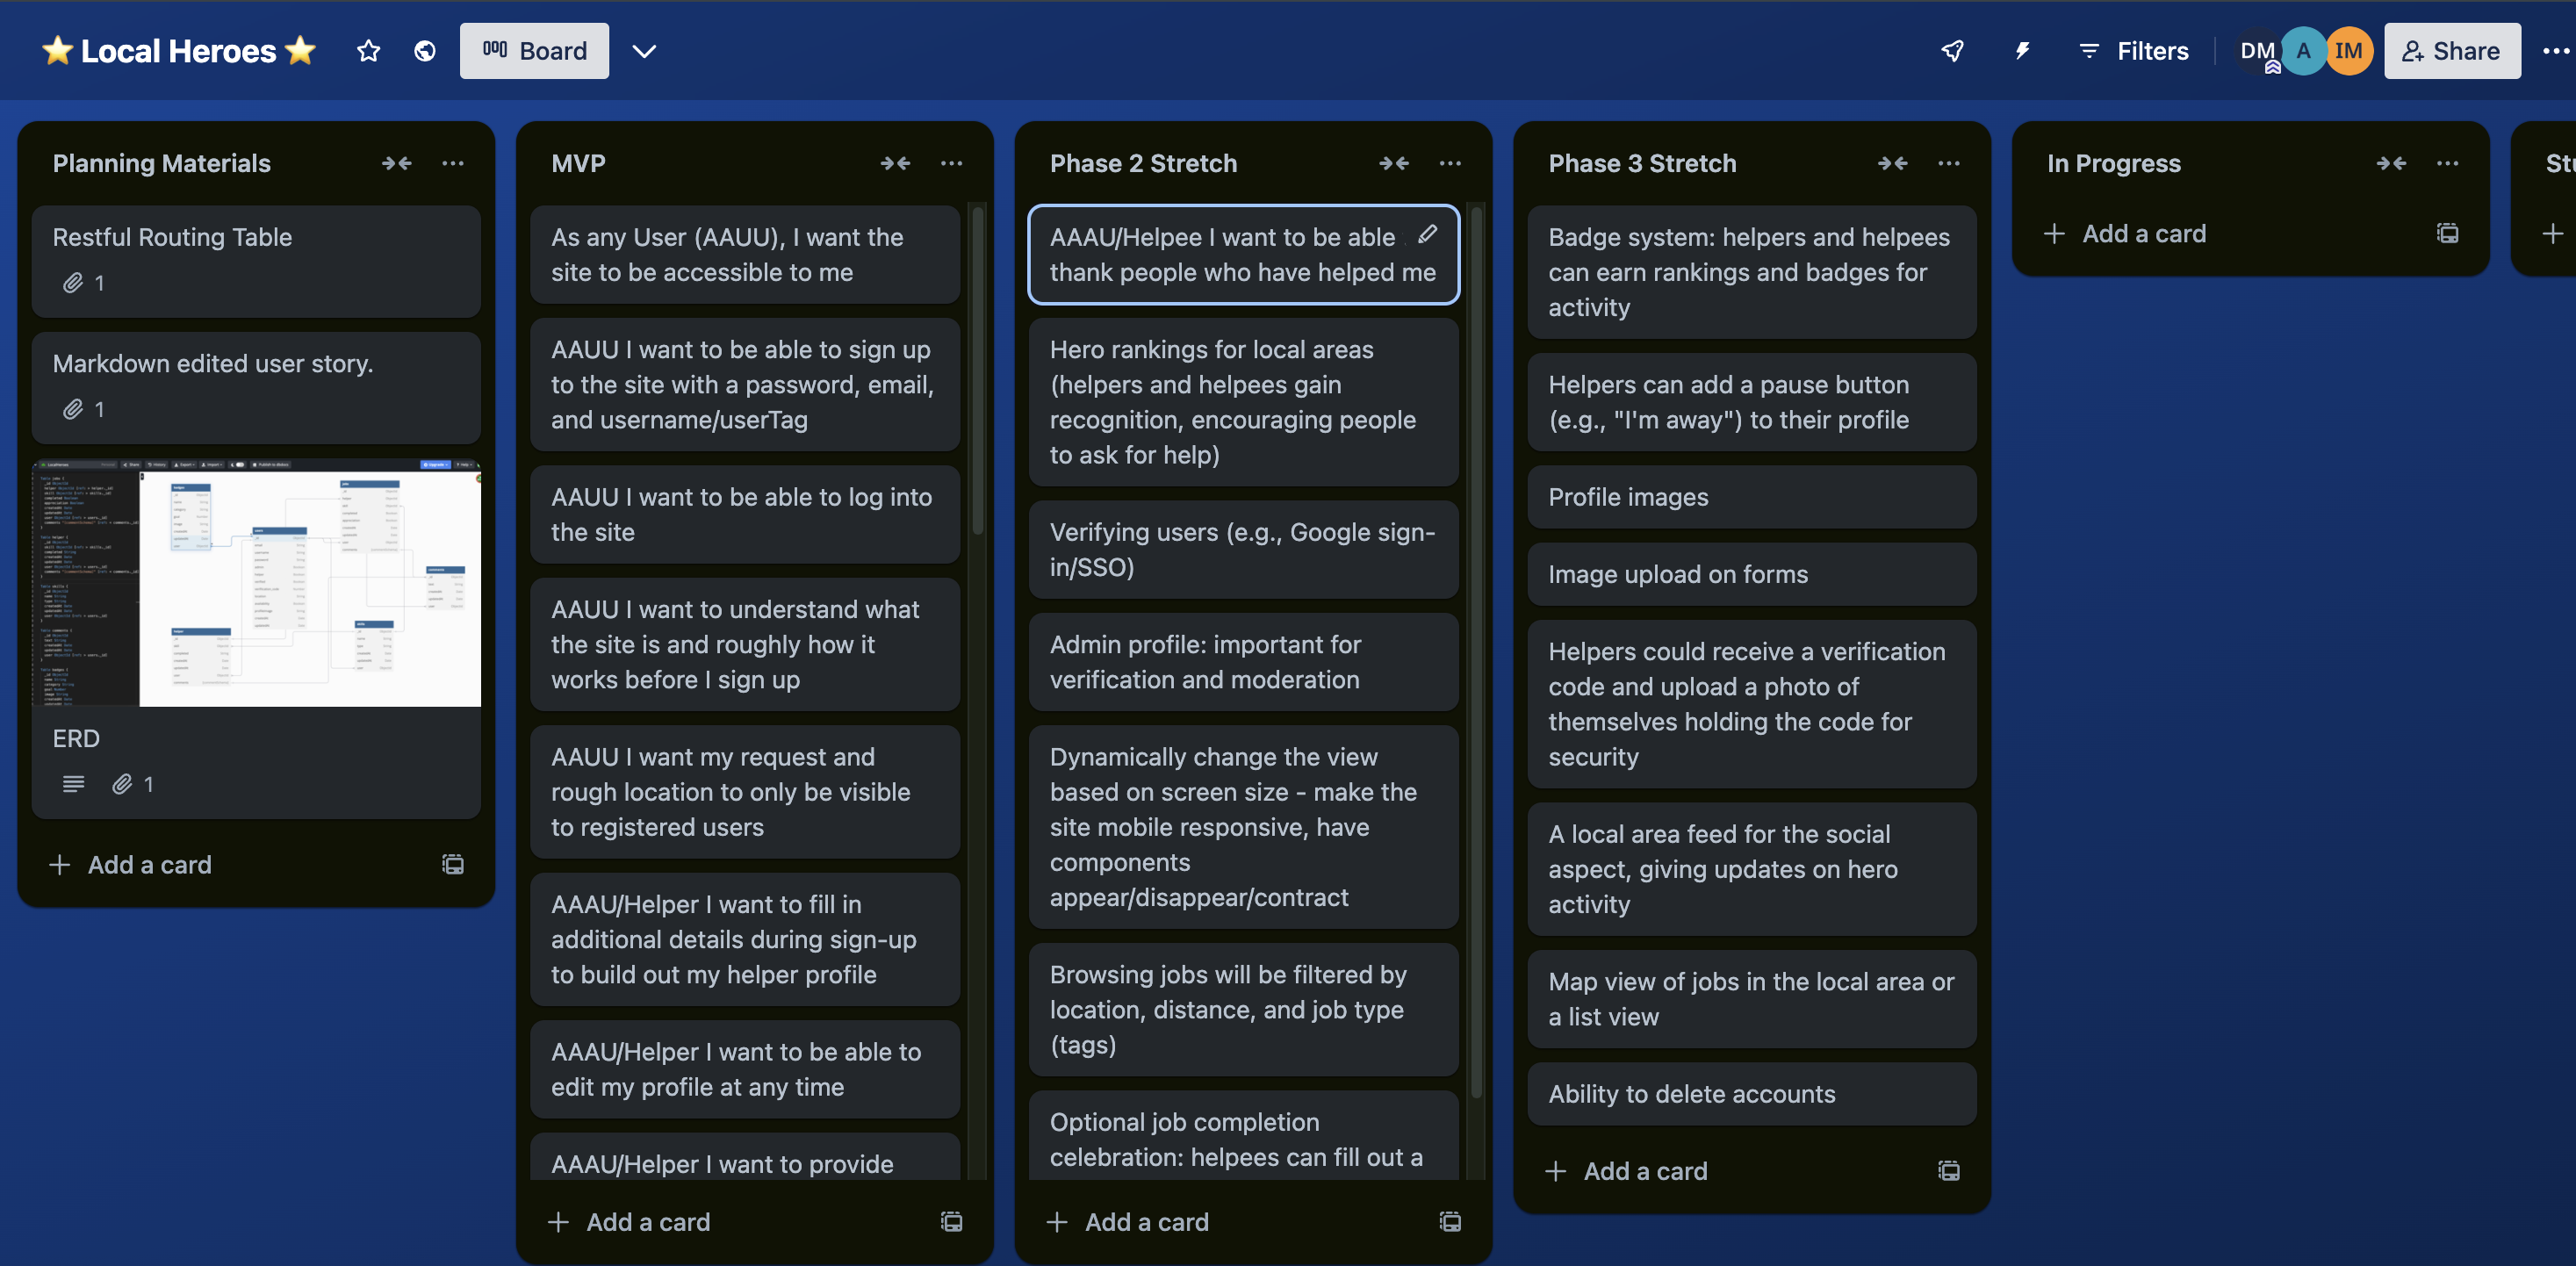 Local Heroes
Board
Filters
DM
A
IM
Share
Planning Materials
Restful Routing Table
1
Markdown edited user story.
1
ERD
1
Add a card
MVP
As any User (AAUU), I want the
site to be accessible to me
AAUU I want to be able to sign up
to the site with a password, email,
and username/userTag
AAUU I want to be able to log into
the site
AAUU I want to understand what
the site is and roughly how it
works before I sign up
AAUU I want my request and
rough location to only be visible
to registered users
AAAU/Helper I want to fill in
additional details during sign-up
to build out my helper profile
AAAU/Helper I want to be able to
edit my profile at any time
AAAU/Helper I want to provide
Add a card
Phase 2 Stretch
AAAU/Helpee I want to be able
thank people who have helped me
Hero rankings for local areas
(helpers and helpees gain
recognition, encouraging people
to ask for help)
Verifying users (e.g., Google sign-
in/SSO)
Admin profile: important for
verification and moderation
Dynamically change the view
based on screen size - make the
site mobile responsive, have
components
appear/disappear/contract
Browsing jobs will be filtered by
location, distance, and job type
(tags)
Optional job completion
celebration: helpees can fill out a
Add a card
Phase 3 Stretch
Badge system: helpers and helpees
can earn rankings and badges for
activity
Helpers can add a pause button
(e.g., "I'm away") to their profile
Profile images
Image upload on forms
Helpers could receive a verification
code and upload a photo of
themselves holding the code for
security
A local area feed for the social
aspect, giving updates on hero
activity
Map view of jobs in the local area or
a list view
Ability to delete accounts
Add a card
In Progress
Add a card